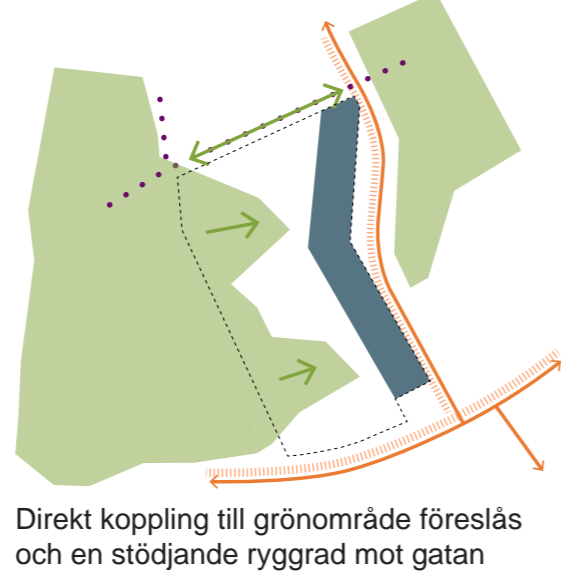 Direkt koppling till grönområde föreslås
och en stödjande ryggrad mot gatan